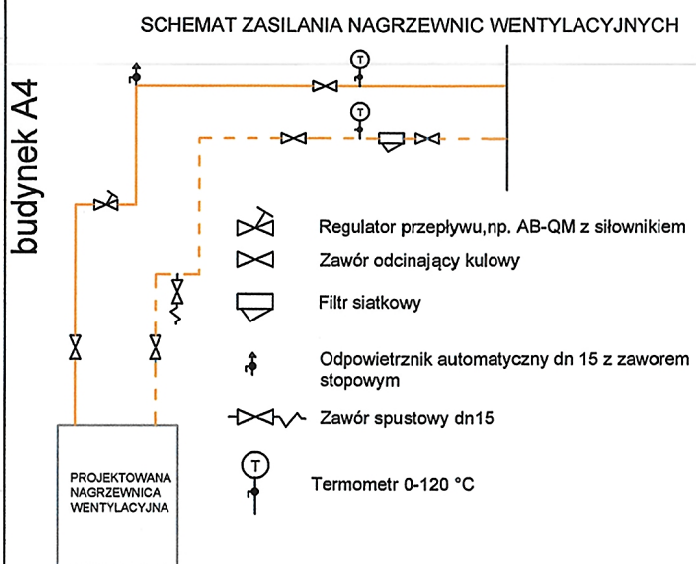 SCHEMAT ZASILANIA NAGRZEWNIC WENTYLACYJNYCH
budynek A4
T
T
Regulator przepływu,np. AB-QM z siłownikiem
Zawór odcinający kulowy
Filtr siatkowy
Odpowietrznik automatyczny dn 15 z zaworem
stopowym
Zawór spustowy dn15
T
Termometr 0-120 °C
PROJEKTOWANA
NAGRZEWNICA
WENTYLACYJNA